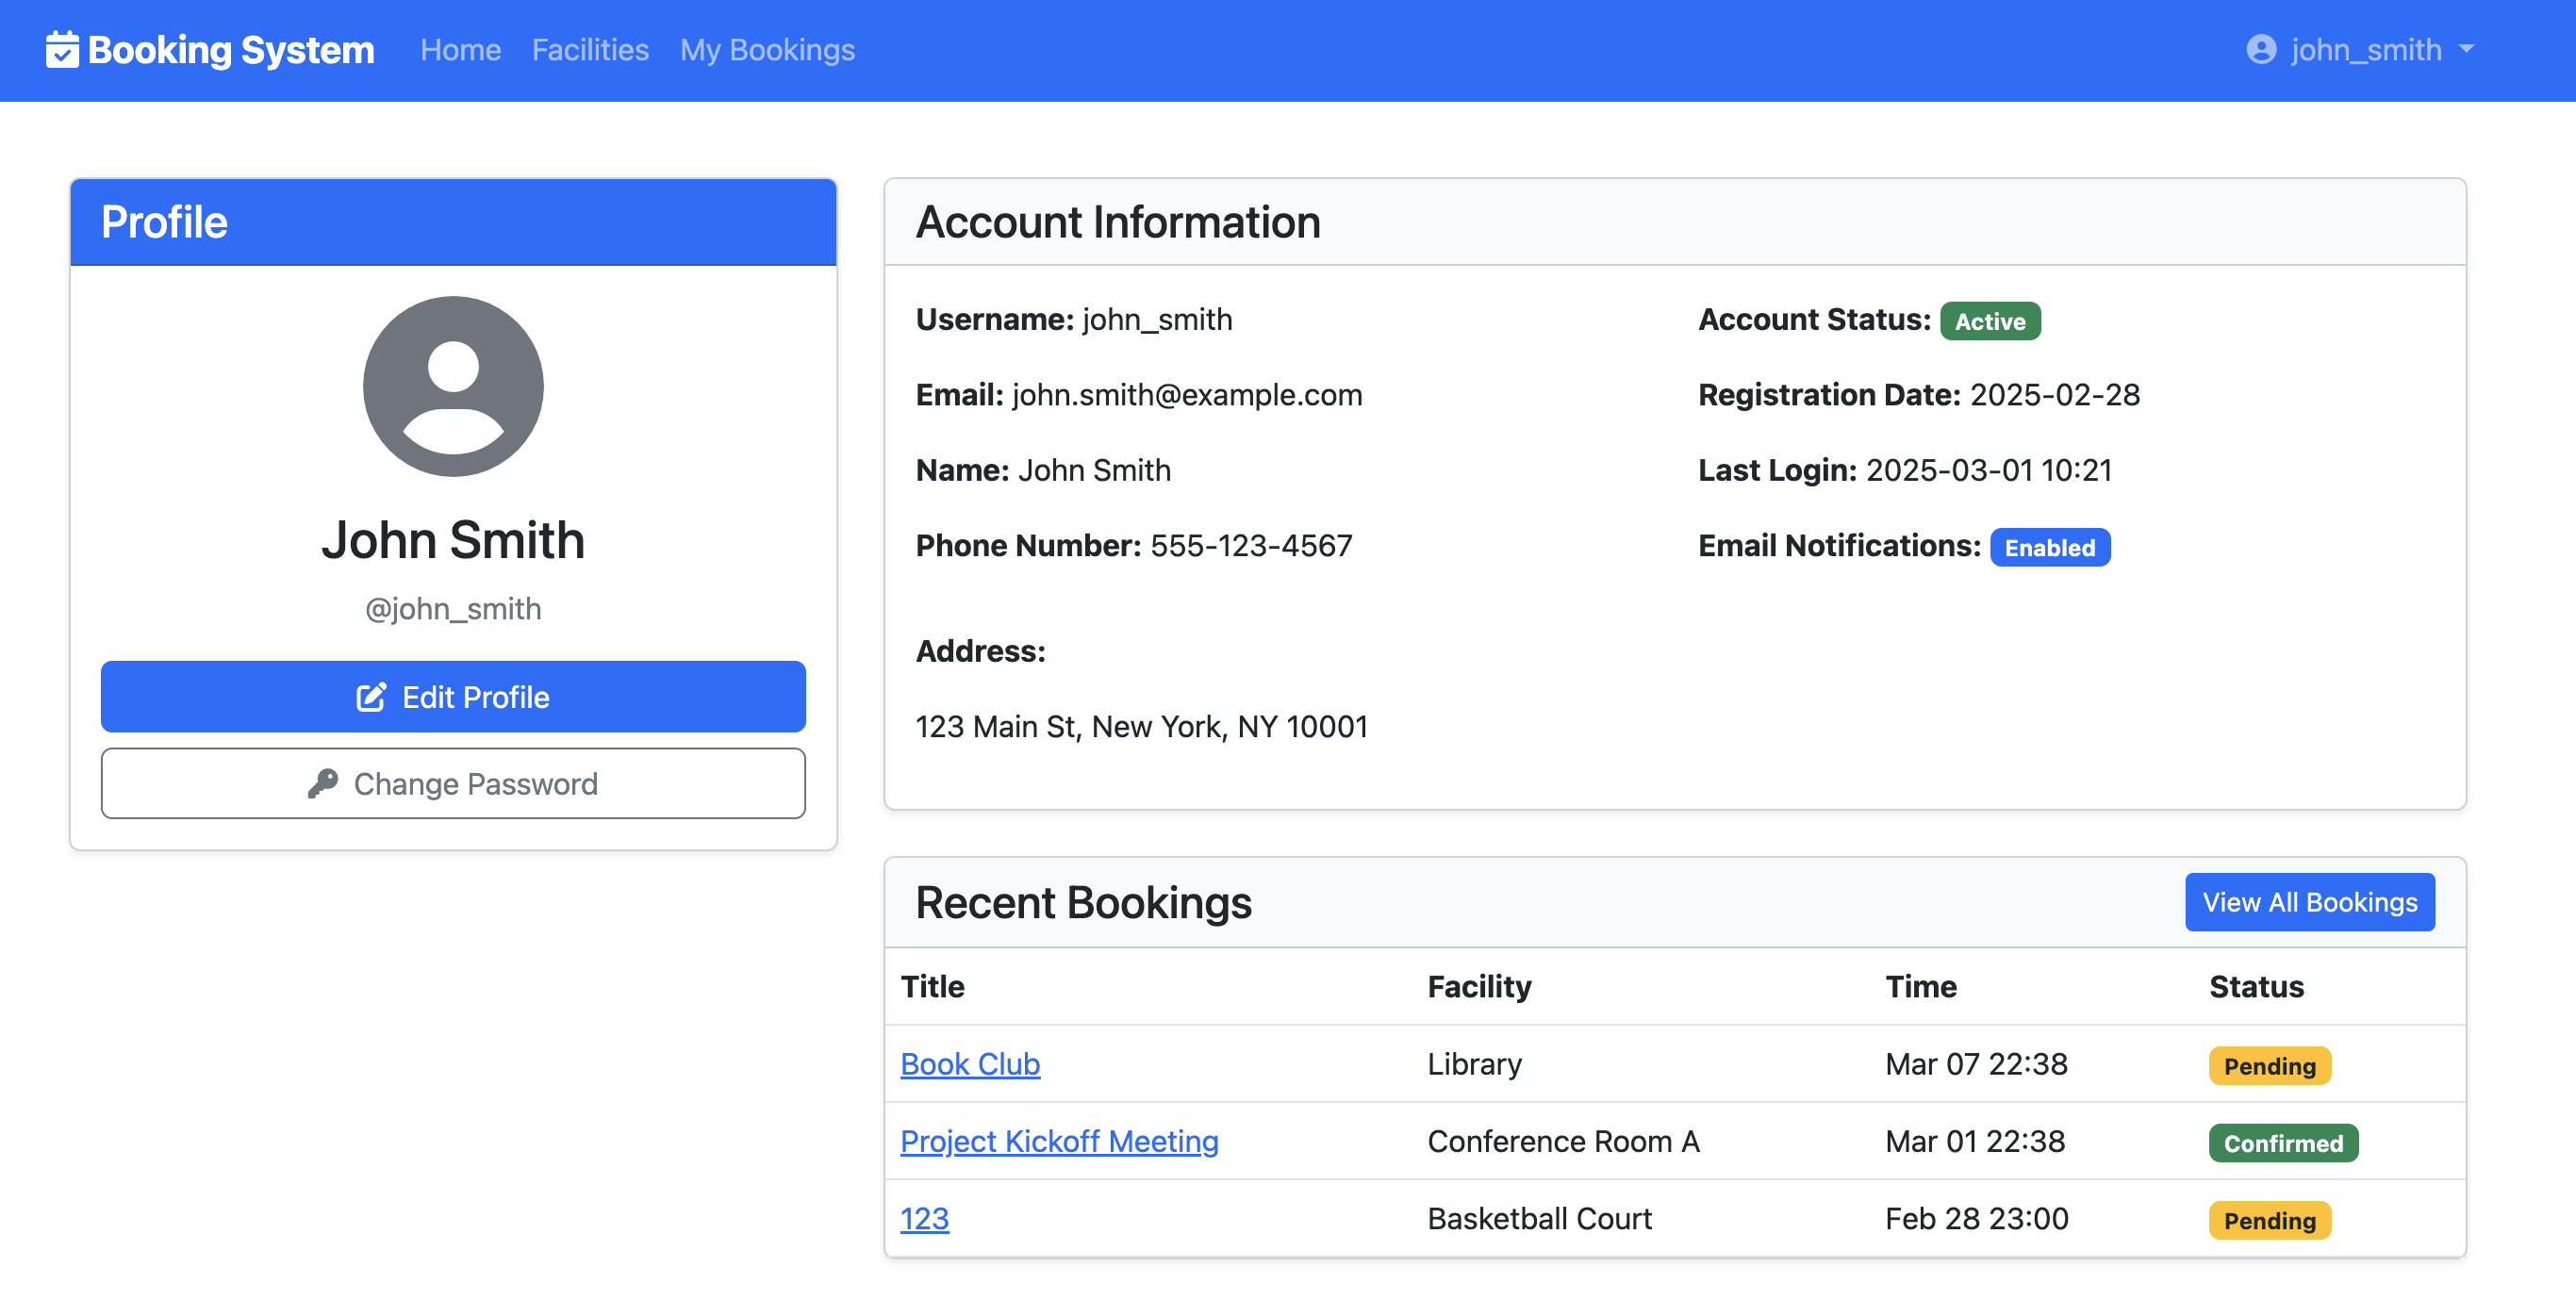 Booking System Home Facilities My Bookings john_smith
Profile
John Smith
@john_smith
Edit Profile
Change Password
Account Information
Username: john_smith
Email: john.smith@example.com
Name: John Smith
Phone Number: 555-123-4567
Account Status: Active
Registration Date: 2025-02-28
Last Login: 2025-03-01 10:21
Email Notifications: Enabled
Address:
123 Main St, New York, NY 10001
Recent Bookings View All Bookings
Title Facility Time Status
Book Club Library Mar 07 22:38 Pending
Project Kickoff Meeting Conference Room A Mar 01 22:38 Confirmed
123 Basketball Court Feb 28 23:00 Pending